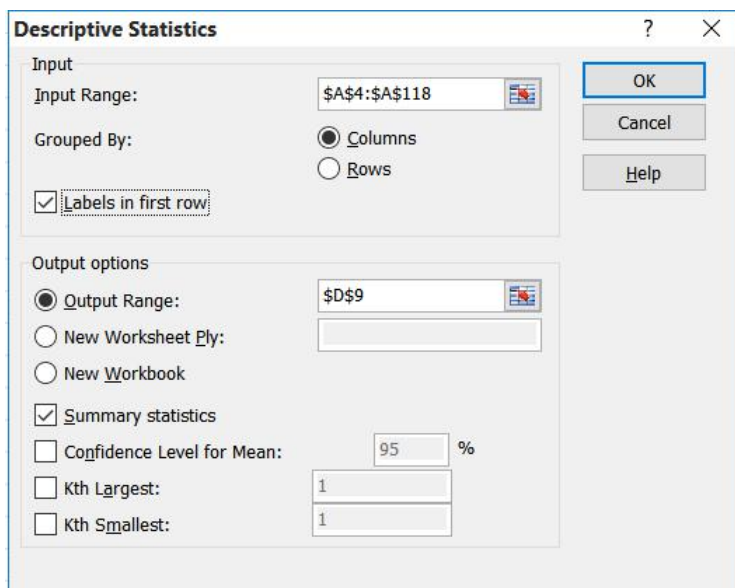 Descriptive Statistics ?
Input
Input Range: $A$4:$A$118
OK
Cancel
Help
Grouped By: Columns
Rows
Labels in first row
Output options
Output Range: $D$9
New Worksheet Ply:
New Workbook
Summary statistics
Confidence Level for Mean: 95 %
Kth Largest: 1
Kth Smallest: 1